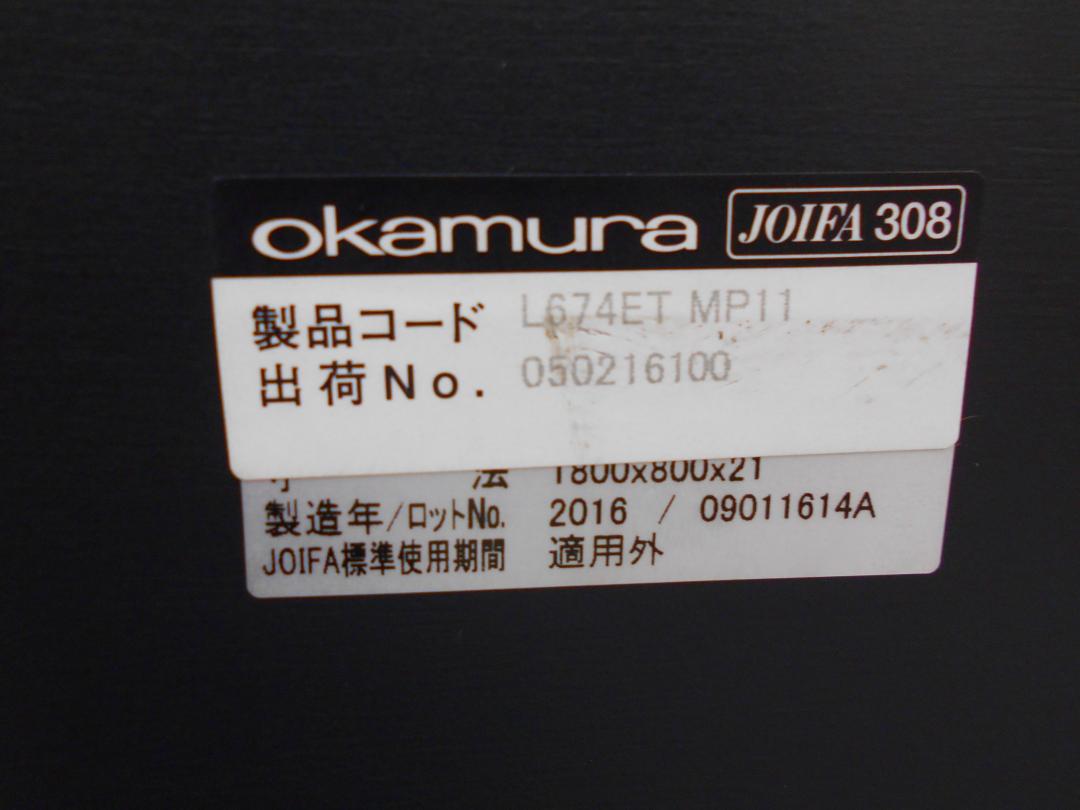 okamura JOIFA 308
製品コード L674ET MP11
出荷No. 050216100
寸 法 1800x800x21
製造年/ロットNo. 2016 / 09011614A
JOIFA標準使用期間 適用外